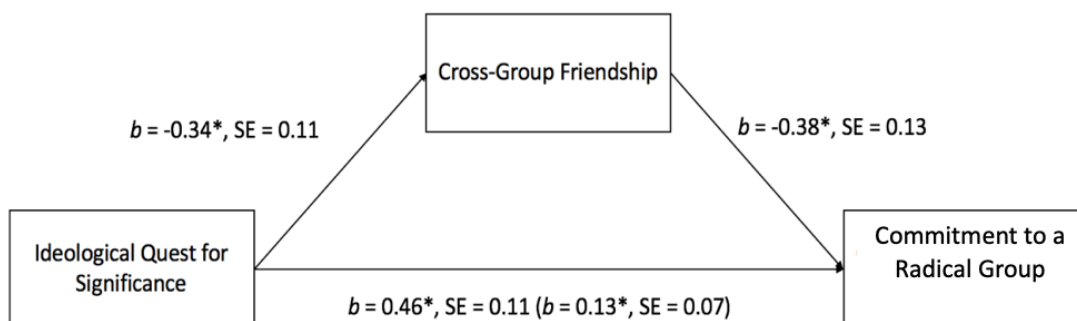 Cross-Group Friendship
b = -0.34*, SE = 0.11
b = -0.38*, SE = 0.13
Ideological Quest for
Significance
Commitment to a
Radical Group
b = 0.46*, SE = 0.11 (b = 0.13*, SE = 0.07)